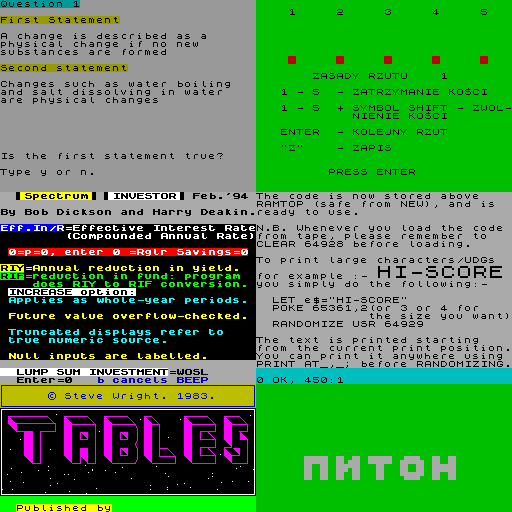 Question 1
First Statement
A change is described as a
physical change if no new
substances are formed
Second statement
Changes such as water boiling
and salt dissolving in water
are physical changes
Is the first statement true?
Type y or n.
1 2 3 4 5
ZASADY RZUTU 1
1 - 5 - ZATRZYMANIE KOŚCI
1 - 5 + SYMBOL SHIFT - ZWOL-
NIENIE KOŚCI
ENTER - KOLEJNY RZUT
"Z" - ZAPIS
PRESS ENTER
Spectrum INVESTOR Feb.'94
By Bob Dickson and Harry Deakin.
Eff.In/R=Effective Interest Rate
(Compounded Annual Rate)
0=p=0, enter 0 =Rglr Savings=0
RIY=Annual reduction in yield.
RIF=reduction in fund: program
does RIY to RIF conversion.
INCREASE option:
Applies as whole-year periods.
Future value overflow-checked.
Truncated displays refer to
true numeric source.
Null inputs are labelled.
LUMP SUM INVESTMENT=WOSL
Enter=0 b cancels BEEP
The code is now stored above
RAMTOP (safe from NEW), and is
ready to use.
N.B. Whenever you load the code
from tape, please remember to
CLEAR 64928 before loading.
To print large characters/UDGs
for example :- HI-SCORE
you simply do the following:-
LET e$="HI-SCORE"
POKE 65361,2(or 3 or 4 for
the size you want)
RANDOMIZE USR 64929
The text is printed starting
from the current print position.
You can print it anywhere using
PRINT AT_,_; before RANDOMIZING.
0 OK, 450:1
© Steve Wright. 1983.
TABLES
Published by
ПИТОН